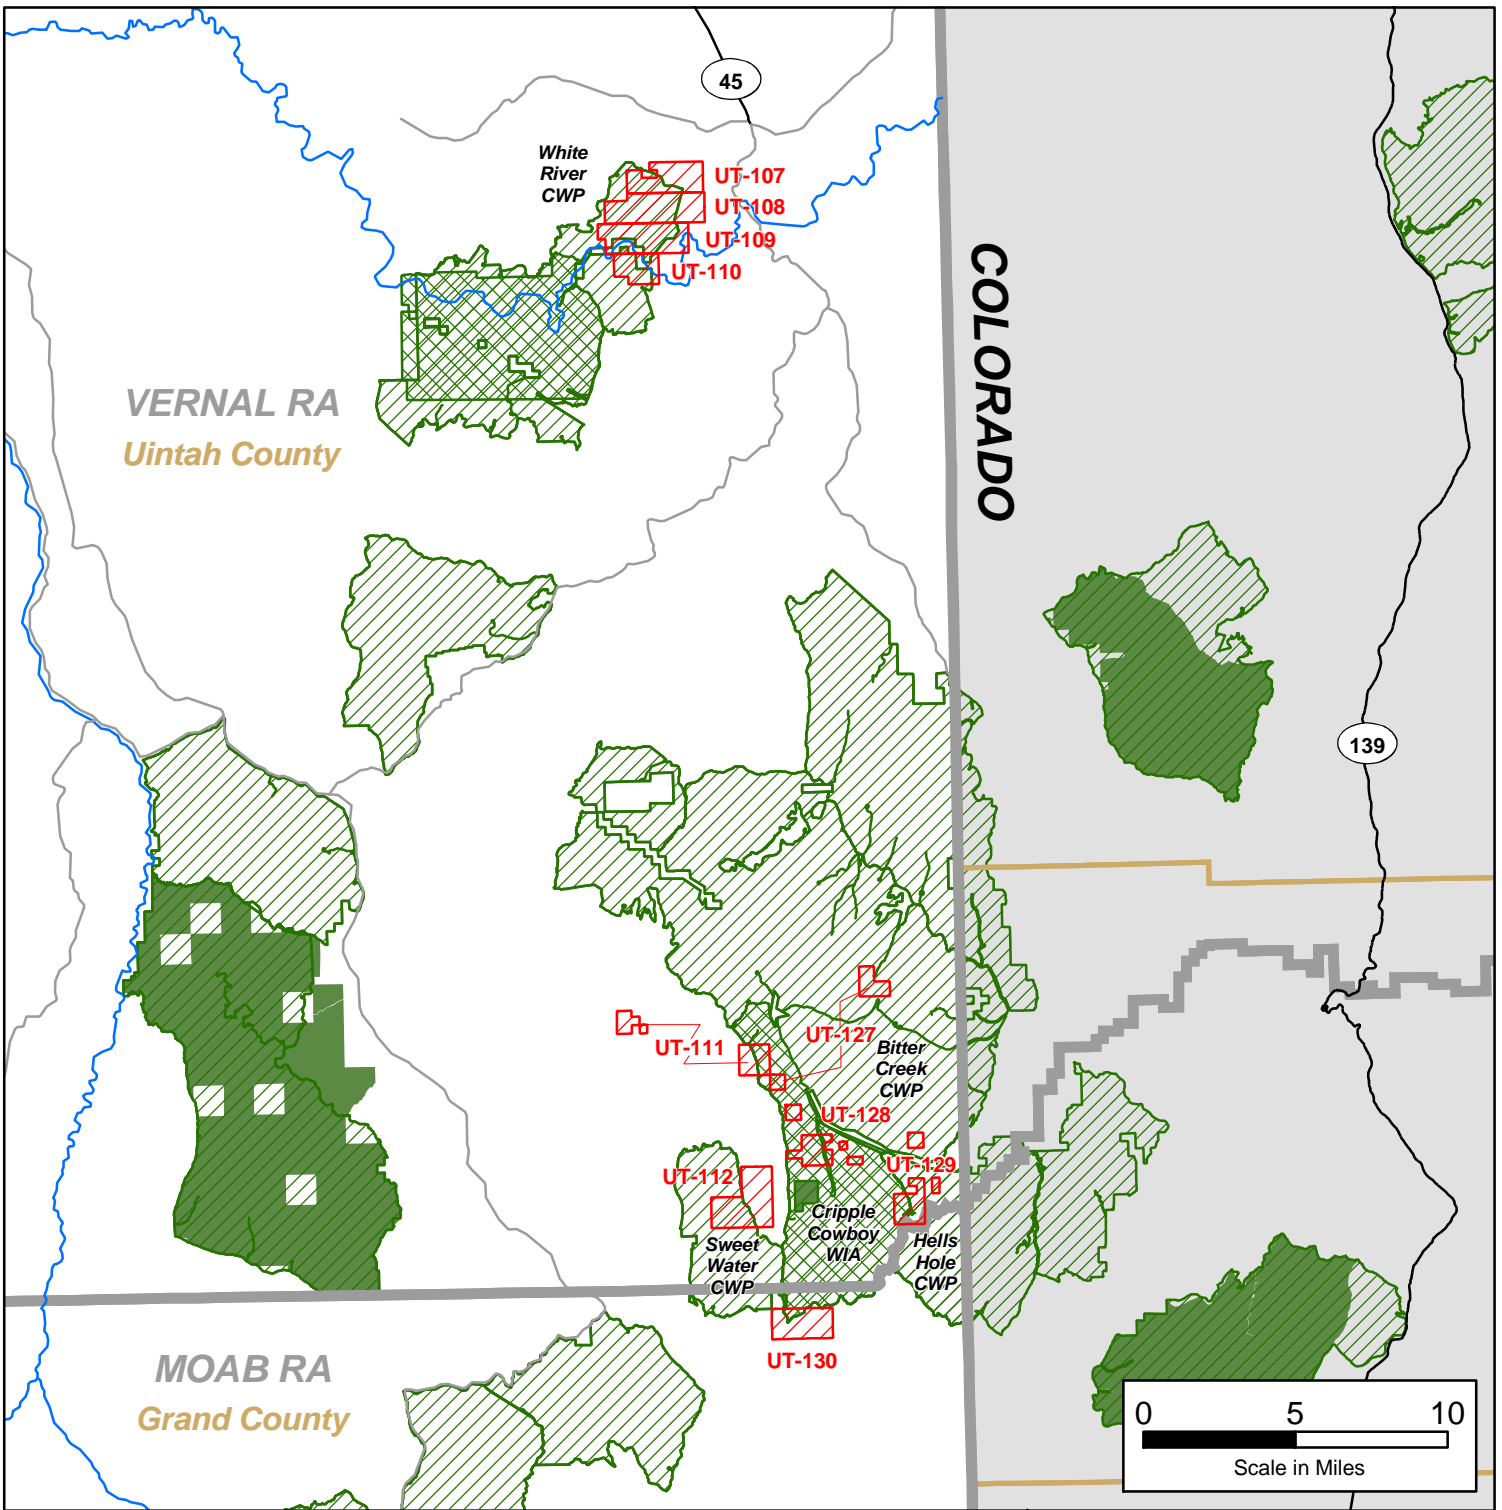 45
White
River
CWP
UT-107
UT-108
UT-109
UT-110
COLORADO
VERNAL RA
Uintah County
139
UT-111
UT-127
Bitter
Creek
CWP
UT-128
UT-129
UT-112
Cripple
Cowboy
WIA
Sweet
Water
CWP
Hells
Hole
CWP
UT-130
MOAB RA
Grand County
0 5 10
Scale in Miles